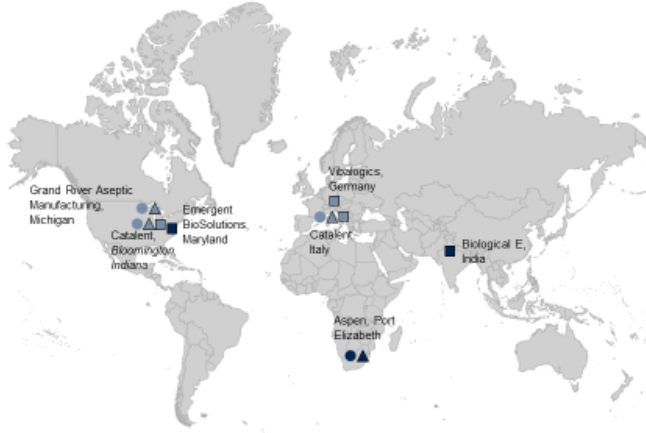 Grand River Aseptic
Manufacturing,
Michigan
Emergent
BioSolutions,
Maryland
Catalent,
Bloomington,
Indiana
Vibalogics,
Germany
Catalent,
Italy
Biological E,
India
Aspen, Port
Elizabeth